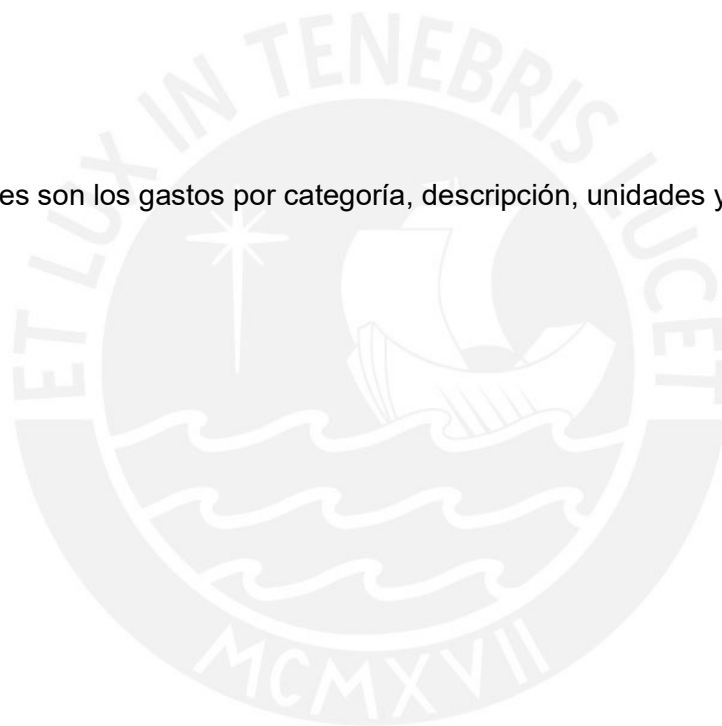 ET LUX IN TENEBRIS LUCET
es son los gastos por categoría, descripción, unidades y
MCMXVII